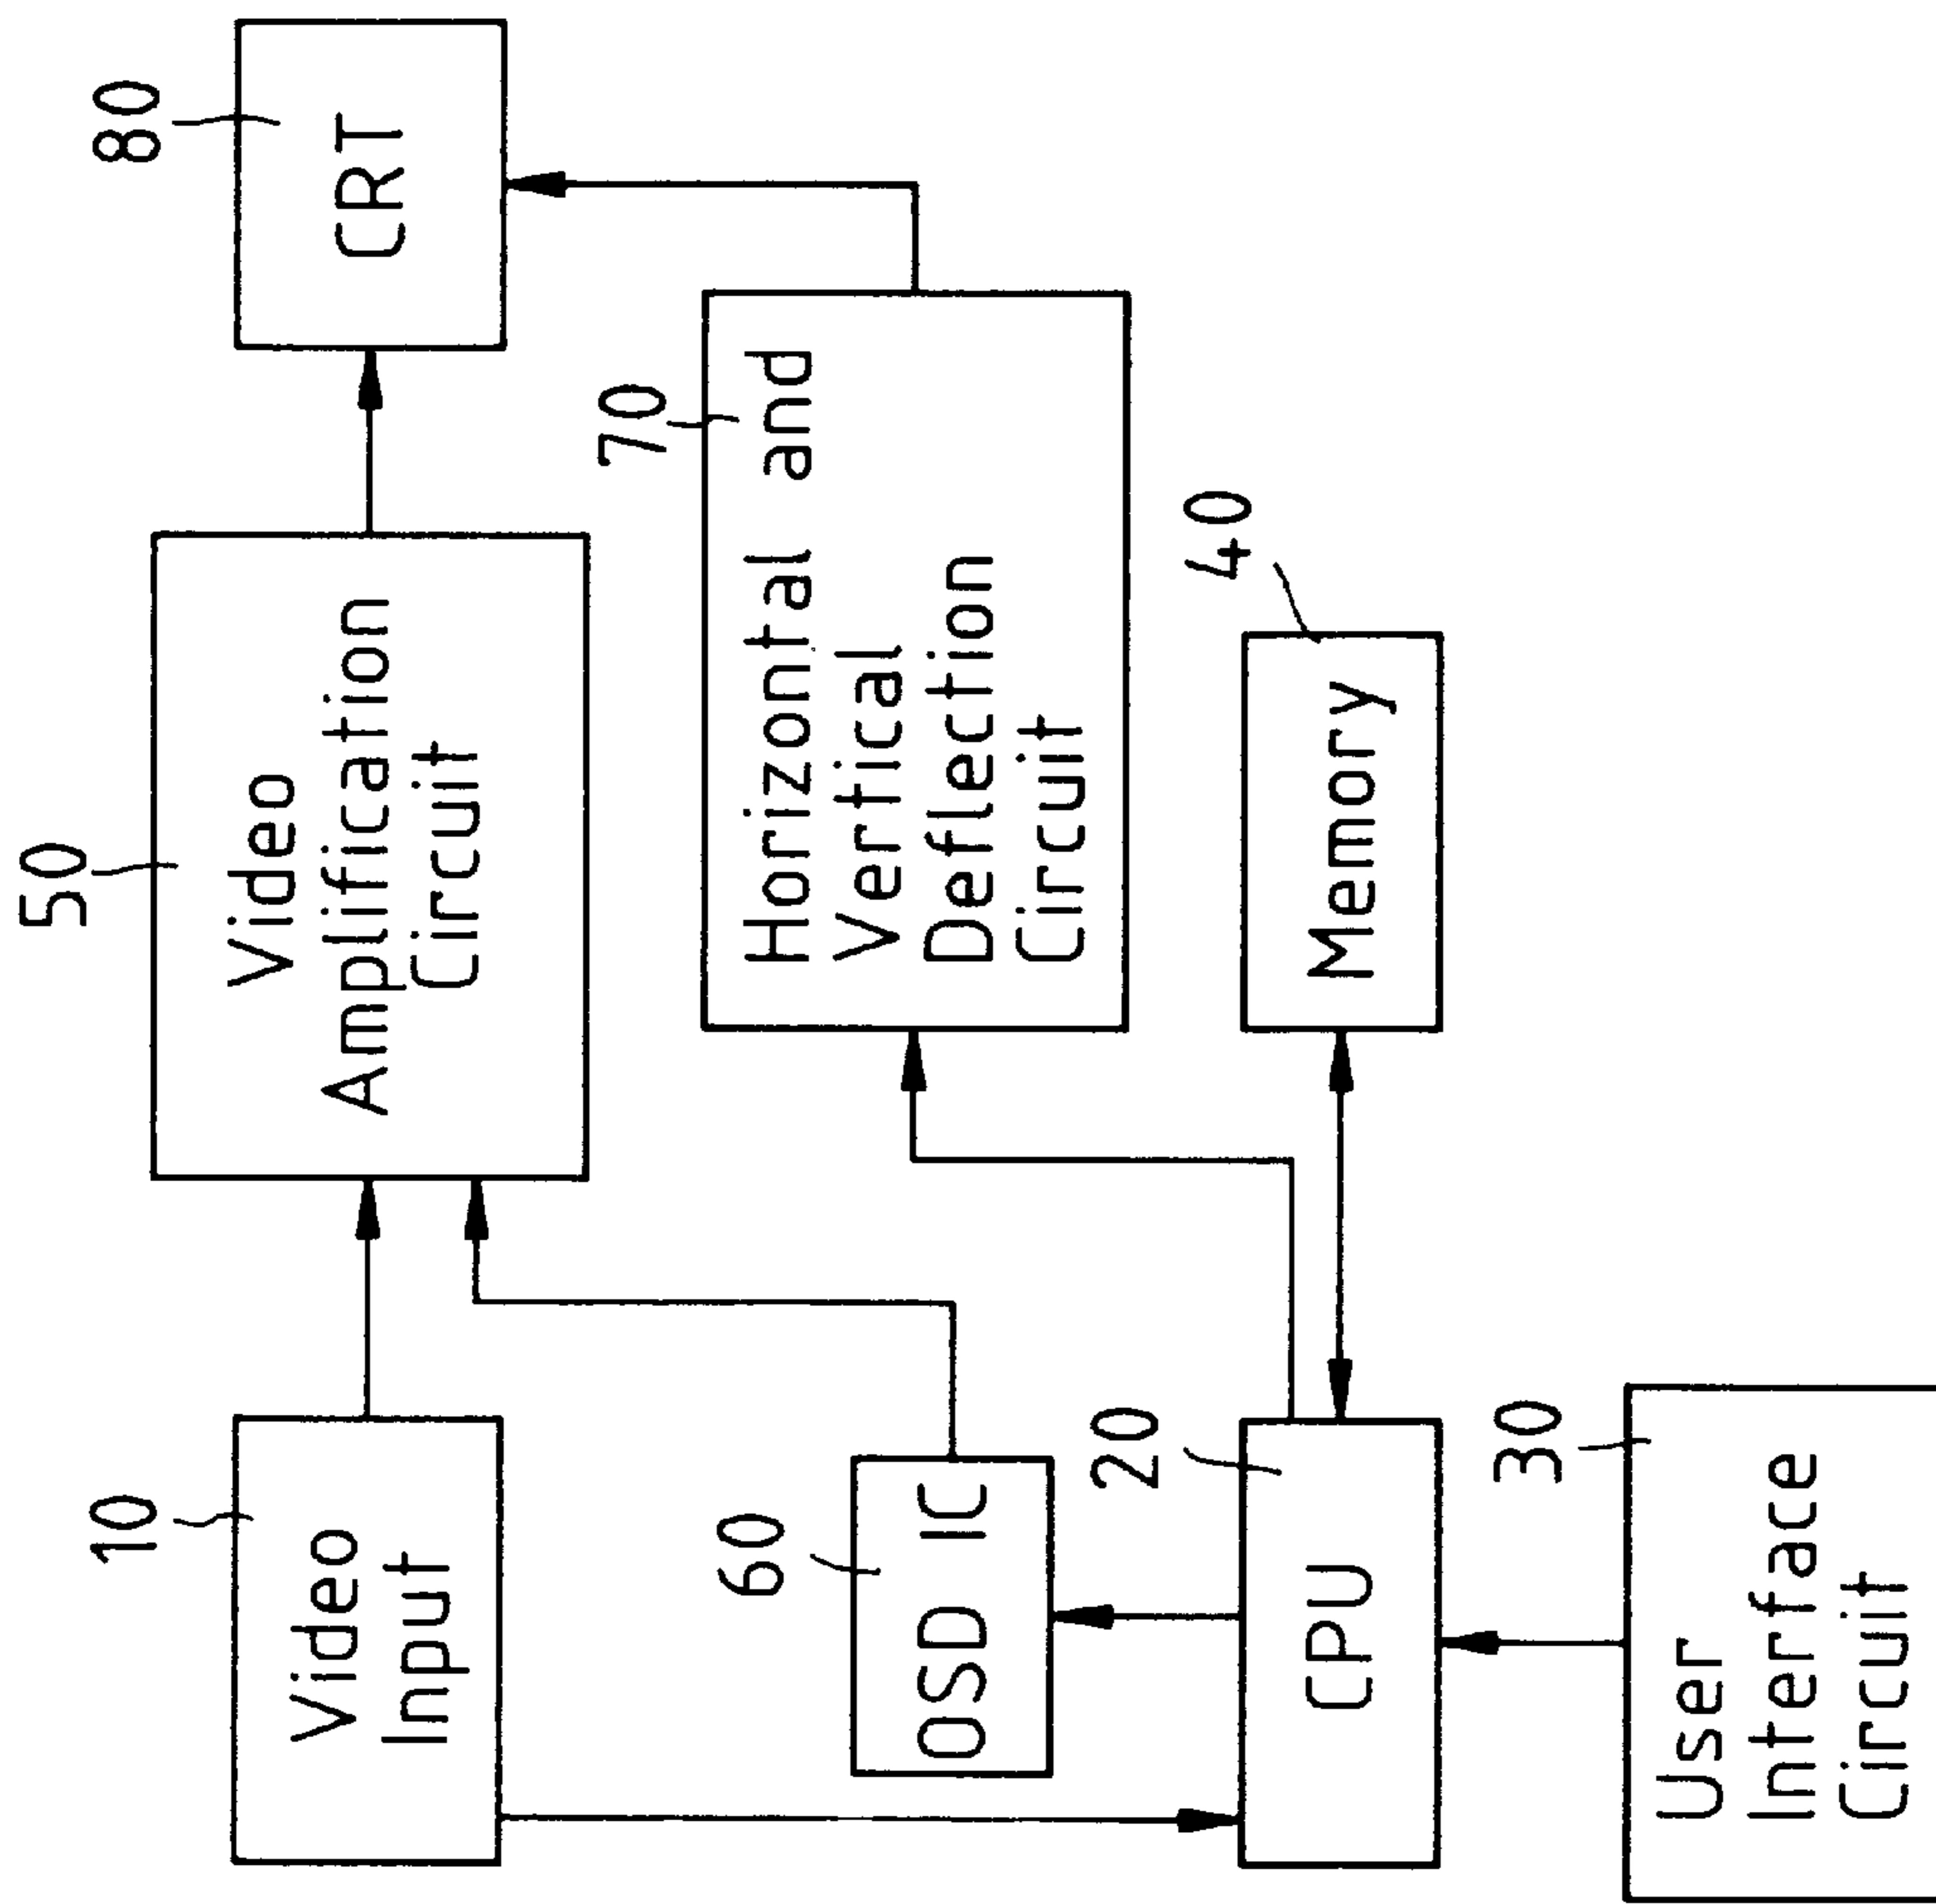 10
Video
Input
50
Video
Amplification
Circuit
80
CRT
60
OSD IC
70
Horizontal and
Vertical
Deflection
Circuit
20
CPU
40
Memory
30
User
Interface
Circuit